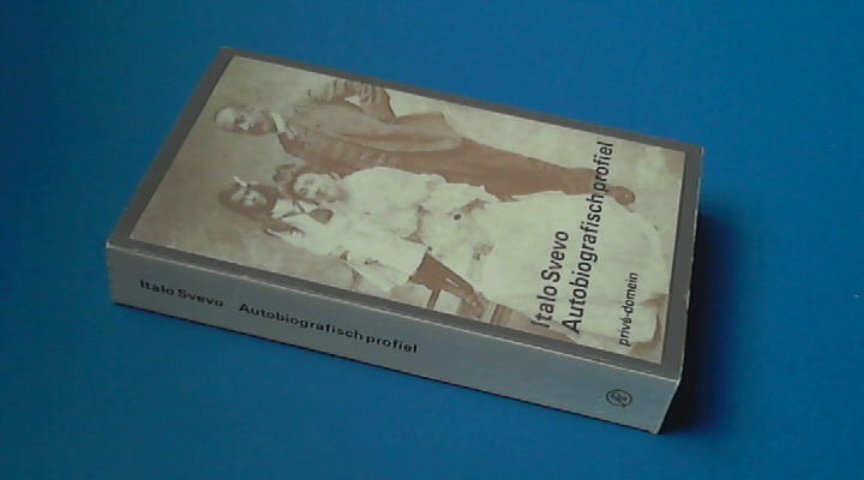 Italo Svevo
Autobiografisch profiel
privé-domein
Italo Svevo Autobiografisch profiel